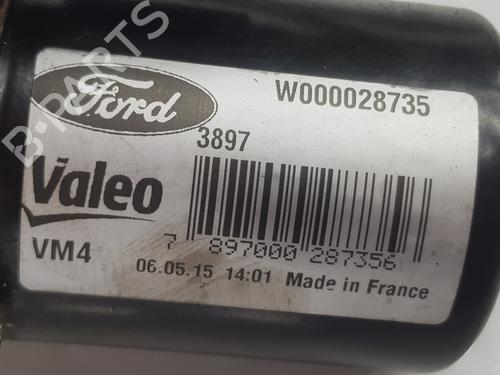 Ford
W000028735
3897
Valeo
7 897000 287356
VM4
06.05.15 14:01 Made in France
B-PARTS